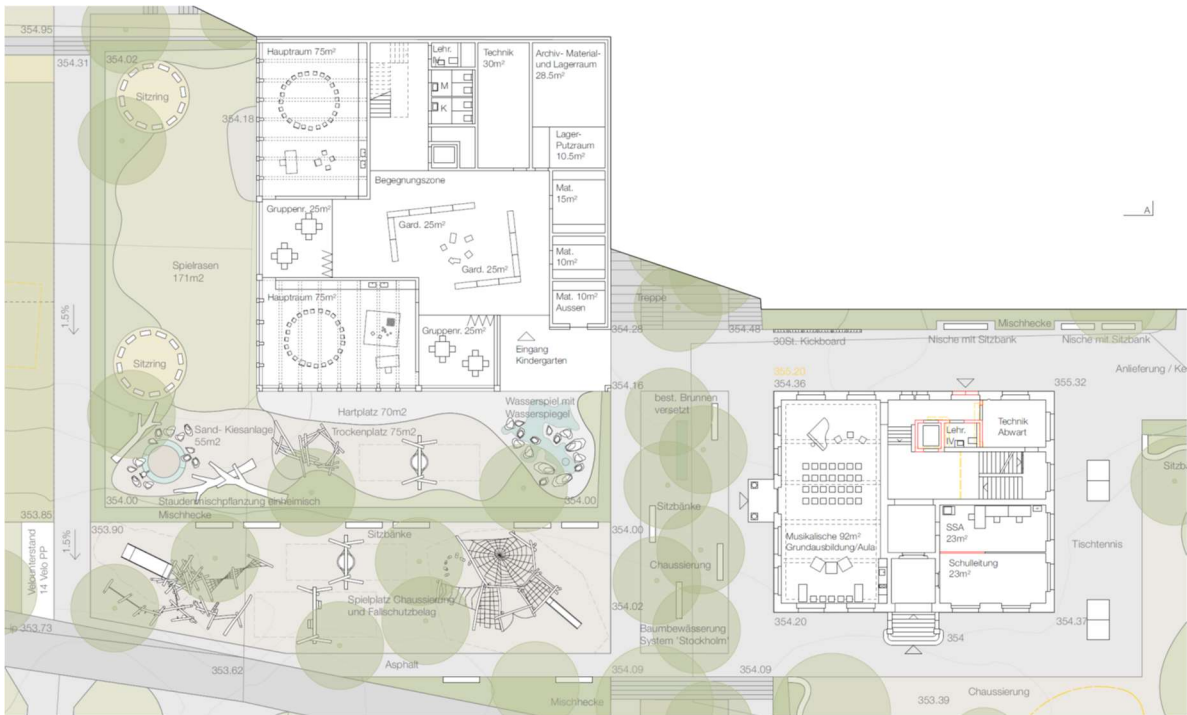 354.95
354.31
354.02
Sitzring
354.18
Hauptraum 75m²
Lehr.
IV
M
K
Technik
30m²
Archiv- Material-
und Lagerraum
28.5m²
Lager-
Putzraum
10.5m²
Begegnungszone
Mat.
15m²
Gruppenr. 25m²
Gard. 25m²
Mat.
10m²
Gard. 25m²
Spielrasen
171m2
1.5%
Hauptraum 75m²
Mat. 10m²
Aussen
Gruppenr. 25m²
Eingang
Kindergarten
Sitzring
A
Treppe
354.28
354.48
Mischhecke
30St. Kickboard
Nische mit Sitzbank
Nische mit Sitzbank
354.16
355.20
354.36
355.32
Anlieferung / Ke
Hartplatz 70m2
Wasserspiel mit
Wasserspiegel
best. Brunnen
versetzt
Sand- Kiesanlage
55m2
Trockenplatz 75m2
Lehr.
IV
Technik
Abwart
354.00
Staudenmischpflanzung einheimisch
354.00
Mischhecke
Sitzbänke
353.85
353.90
1.5%
Sitzbänke
354.00
Musikalische 92m²
Grundausbildung/Aula
SSA
23m²
Tischtennis
Schulleitung
23m²
Velounterstand
14 Velo PP
Chaussierung
Spielplatz Chaussierung
und Fallschutzbelag
354.02
354.20
354
354.37
353.73
Baumbewässerung
System 'Stockholm'
353.62
Asphalt
354.09
354.09
Mischhecke
353.39
Chaussierung